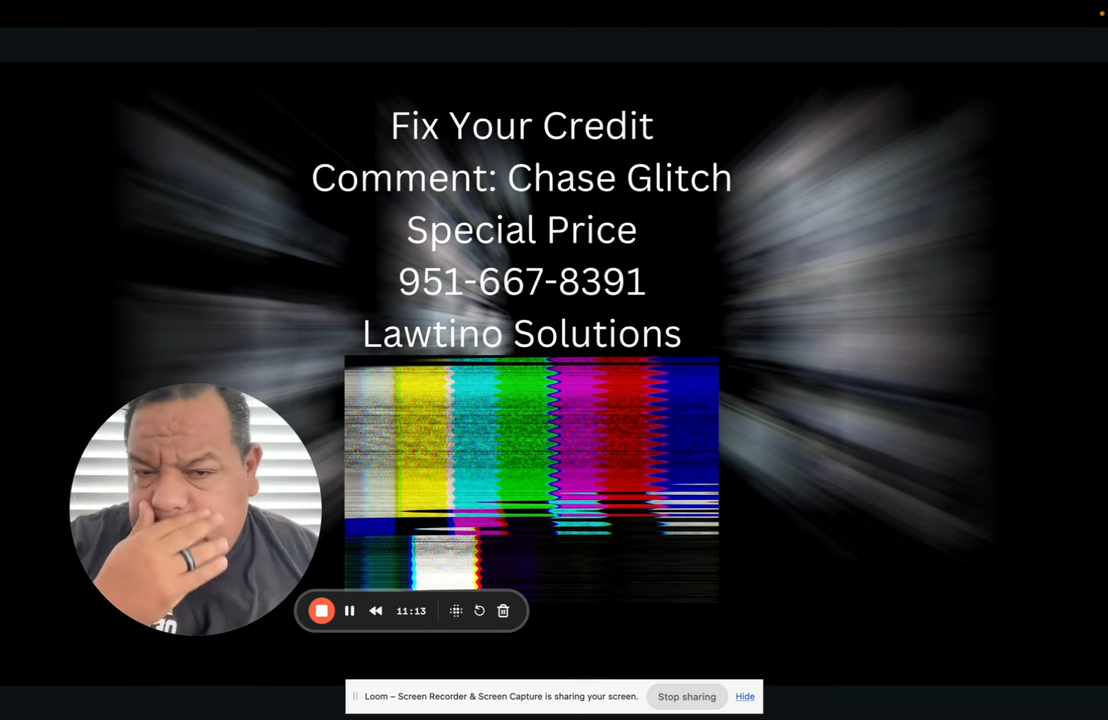 Fix Your Credit
Comment: Chase Glitch
Special Price
951-667-8391
Lawtino Solutions
11:13
Loom – Screen Recorder & Screen Capture is sharing your screen. Stop sharing Hide